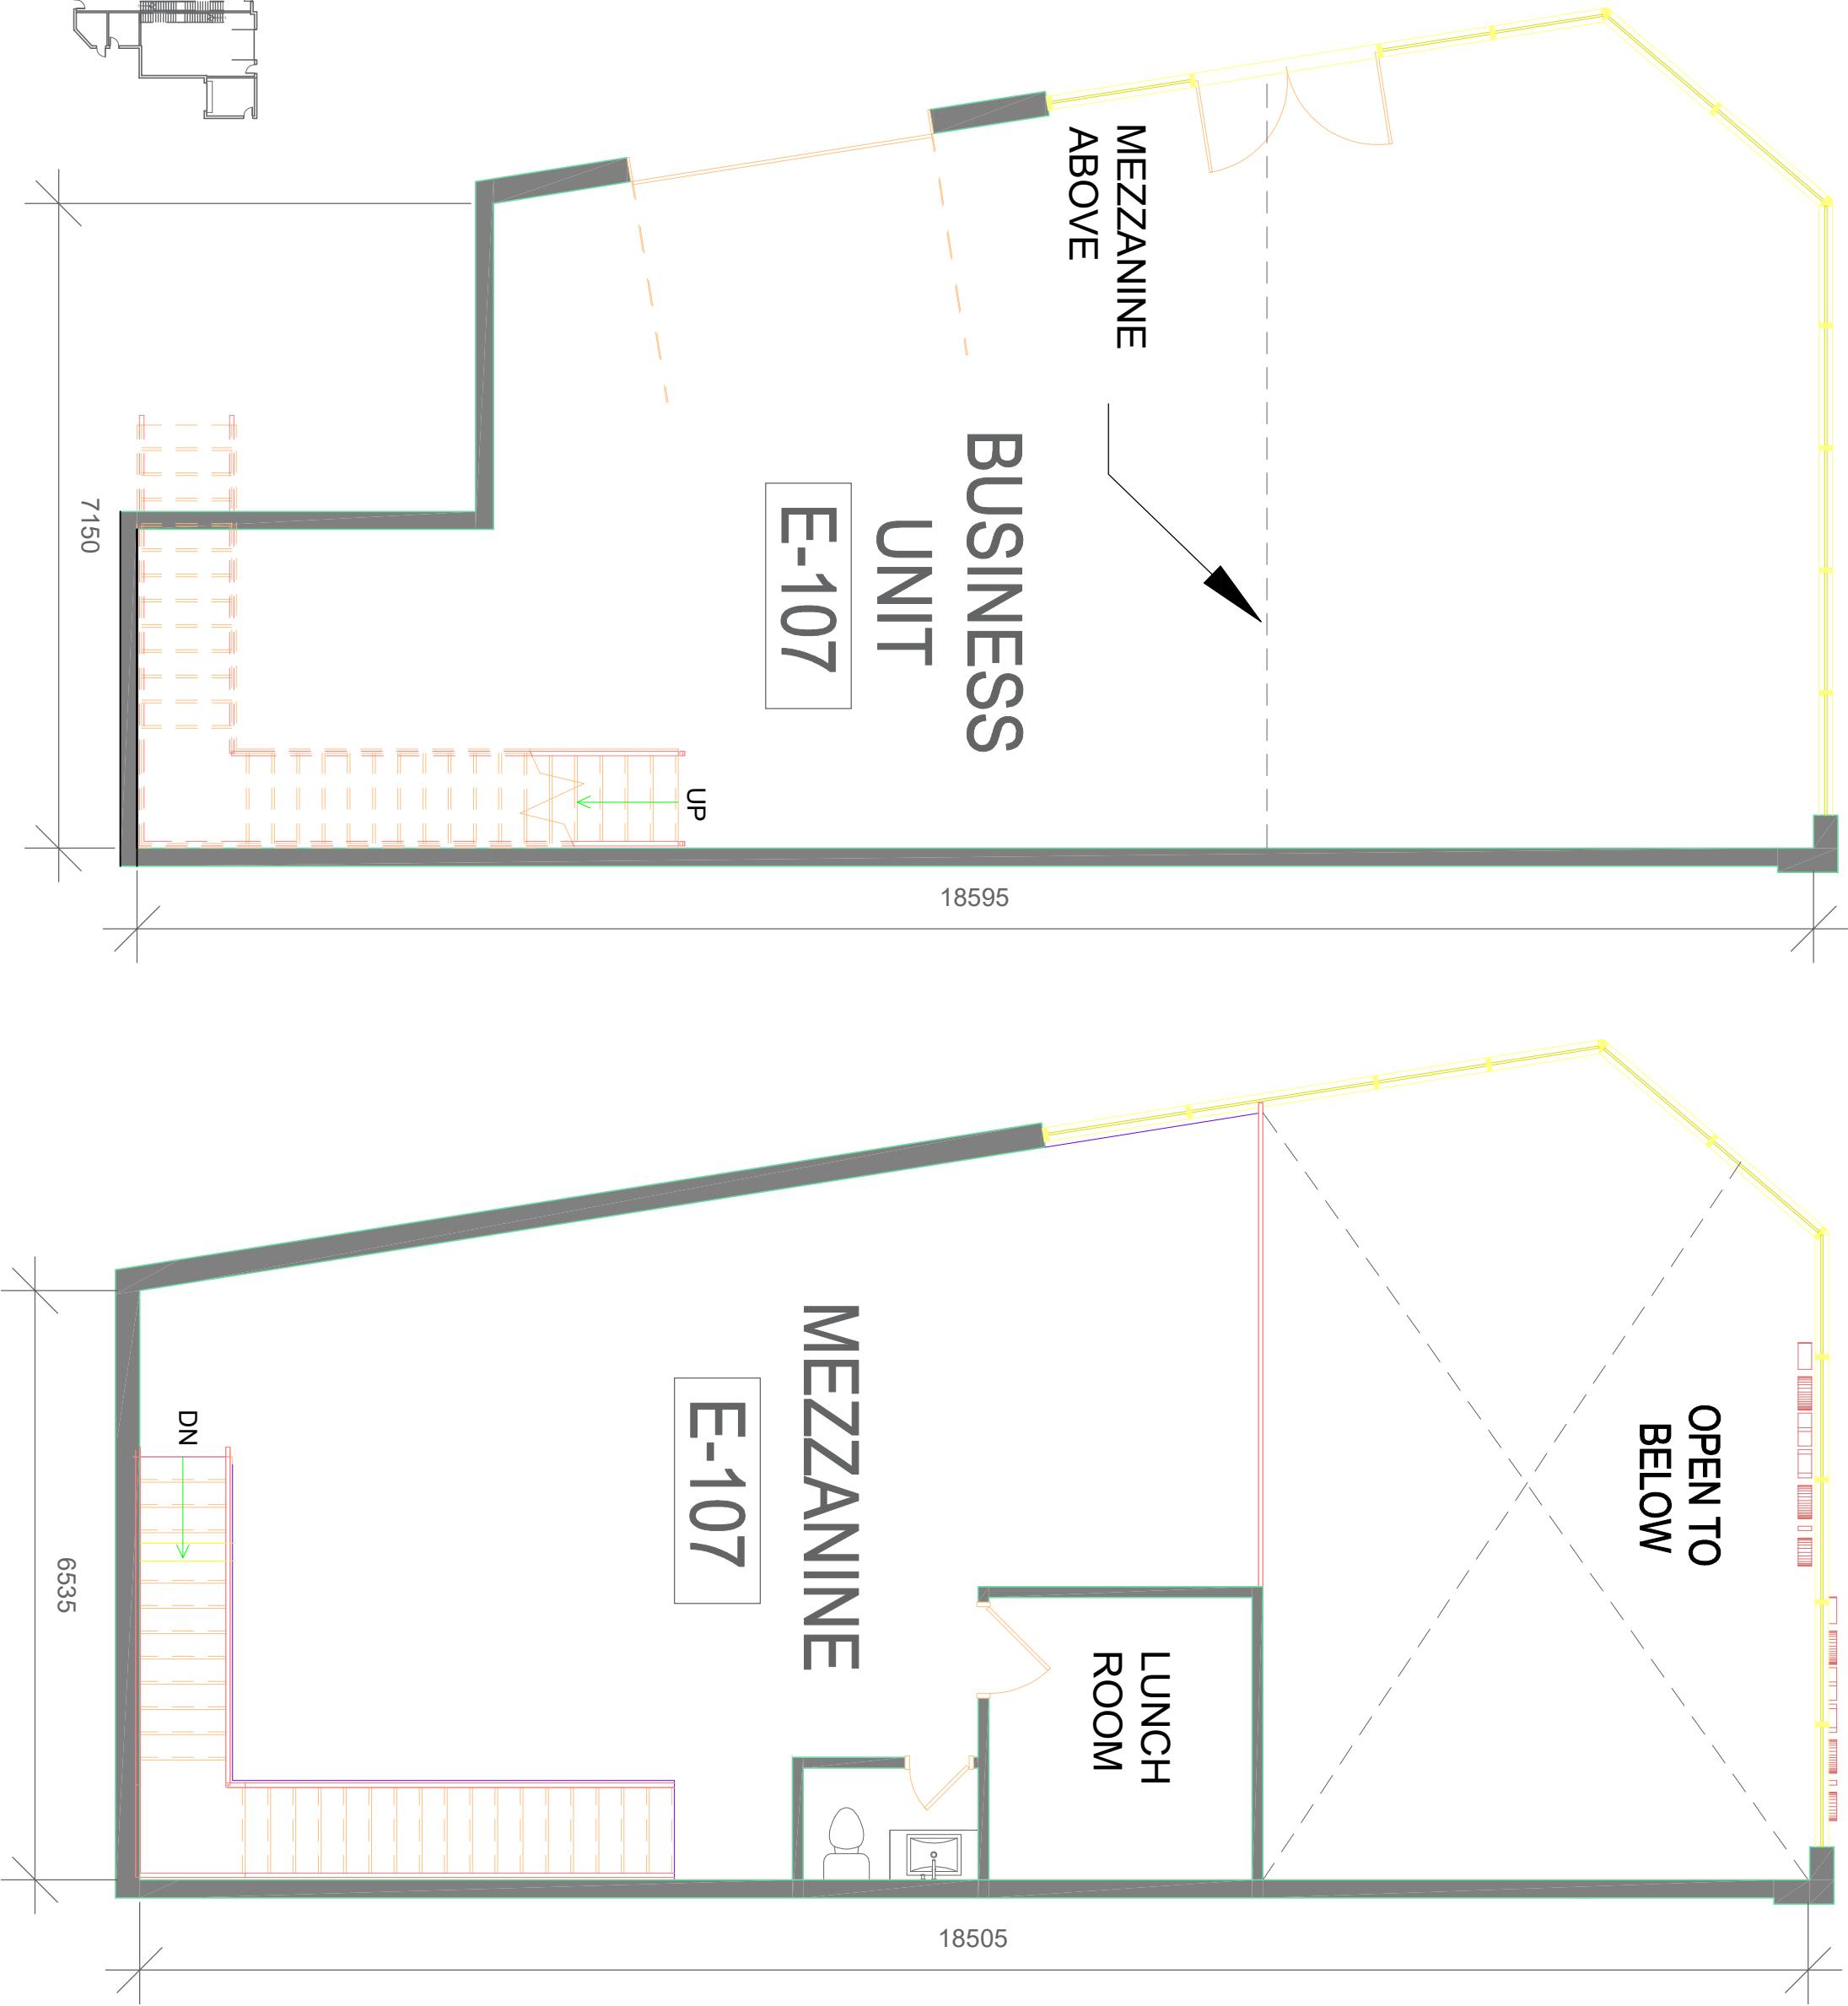 MEZZANINE
ABOVE
BUSINESS
UNIT
E-107
UP
7150
18595
OPEN TO
BELOW
MEZZANINE
E-107
LUNCH
ROOM
DN
6535
18505